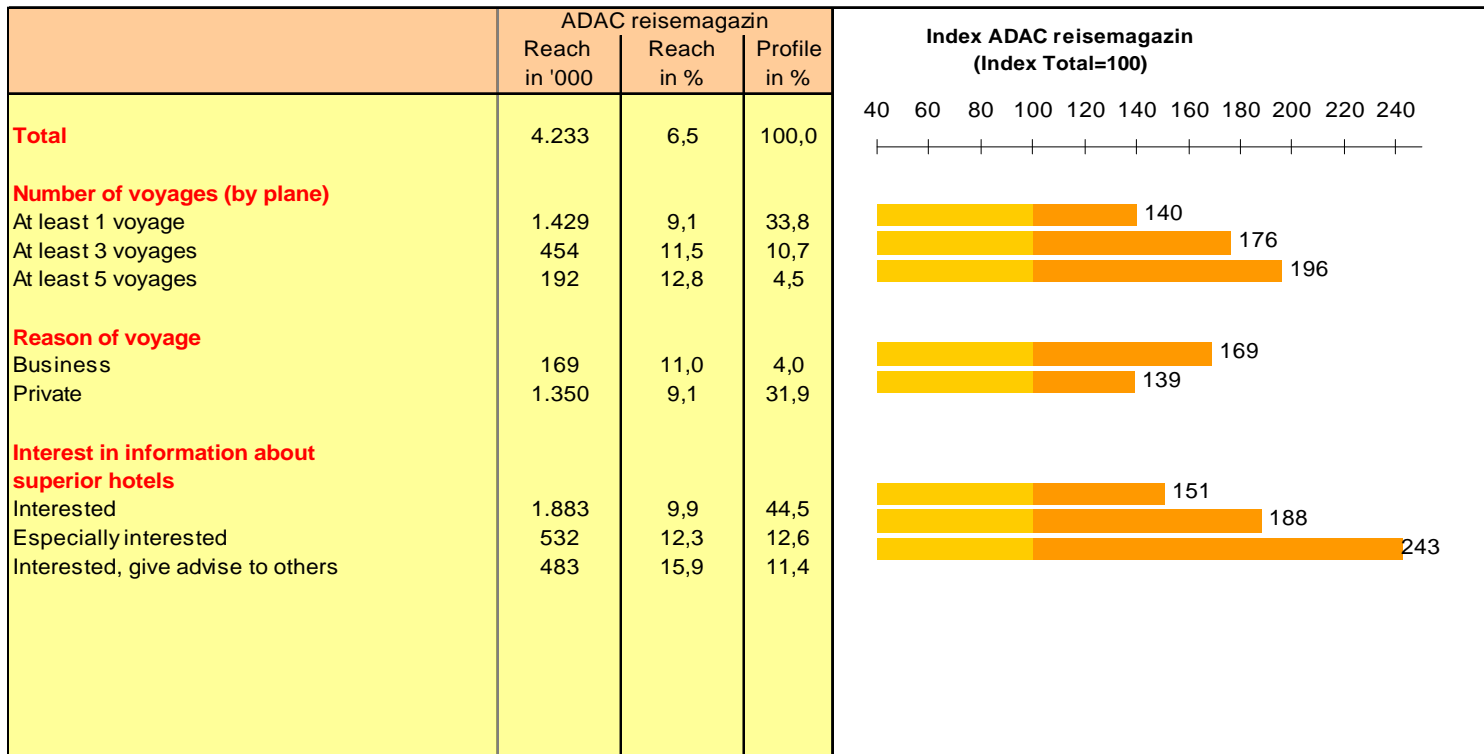 ADAC reisemagazin
Reach Reach Profile
in '000 in % in %
Total 4.233 6,5 100,0
Number of voyages (by plane)
At least 1 voyage 1.429 9,1 33,8
At least 3 voyages 454 11,5 10,7
At least 5 voyages 192 12,8 4,5
Reason of voyage
Business 169 11,0 4,0
Private 1.350 9,1 31,9
Interest in information about
superior hotels
Interested 1.883 9,9 44,5
Especially interested 532 12,3 12,6
Interested, give advise to others 483 15,9 11,4
Index ADAC reisemagazin
(Index Total=100)
40 60 80 100 120 140 160 180 200 220 240
140
176
196
169
139
151
188
243